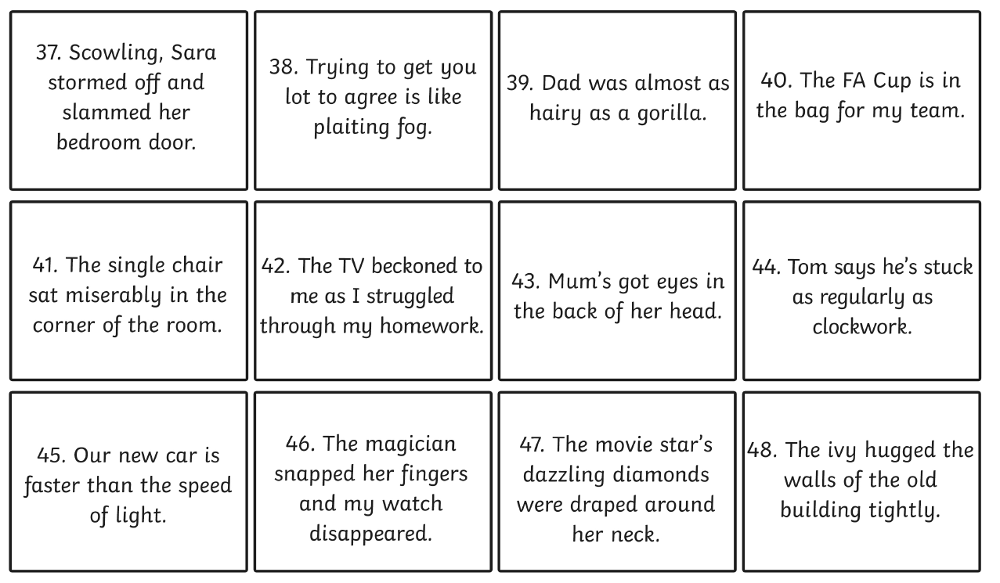 37. Scowling, Sara
stormed off and
slammed her
bedroom door.
38. Trying to get you
lot to agree is like
plaiting fog.
39. Dad was almost as
hairy as a gorilla.
40. The FA Cup is in
the bag for my team.
41. The single chair
sat miserably in the
corner of the room.
42. The TV beckoned to
me as I struggled
through my homework.
43. Mum’s got eyes in
the back of her head.
44. Tom says he’s stuck
as regularly as
clockwork.
45. Our new car is
faster than the speed
of light.
46. The magician
snapped her fingers
and my watch
disappeared.
47. The movie star’s
dazzling diamonds
were draped around
her neck.
48. The ivy hugged the
walls of the old
building tightly.